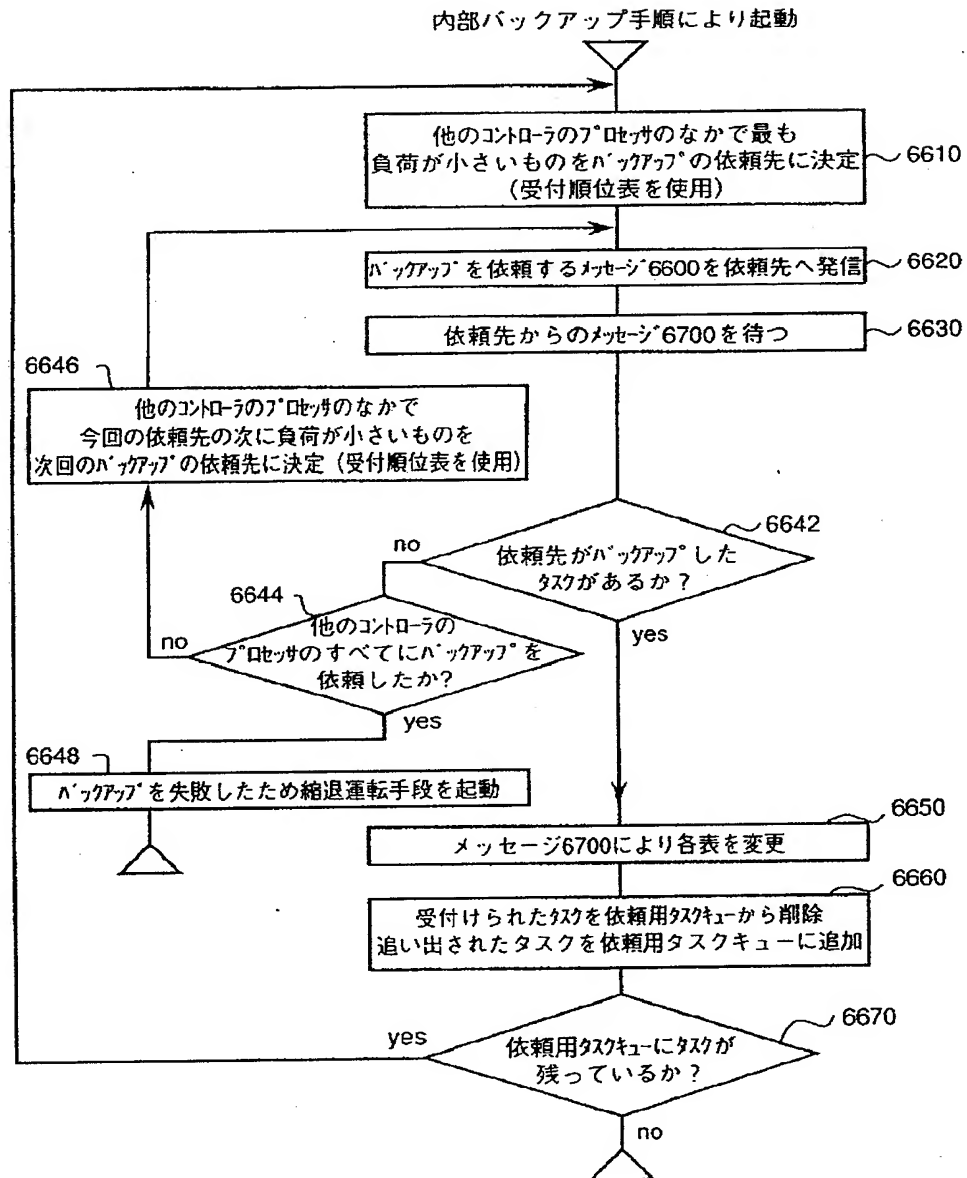 内部バックアップ手順により起動
他のコントローラのプロセッサのなかで最も
負荷が小さいものをバックアップの依頼先に決定
(受付順位表を使用)
6610
バックアップを依頼するメッセージ6600を依頼先へ発信
6620
依頼先からのメッセージ6700を待つ
6630
6646
他のコントローラのプロセッサのなかで
今回の依頼先の次に負荷が小さいものを
次回のバックアップの依頼先に決定（受付順位表を使用）
6642
依頼先がバックアップした
タスクがあるか？
no
yes
6644
他のコントローラの
プロセッサのすべてにバックアップを
依頼したか?
no
yes
6648
バックアップを失敗したため縮退運転手段を起動
6650
メッセージ6700により各表を変更
6660
受付けられたタスクを依頼用タスクキューから削除
追い出されたタスクを依頼用タスクキューに追加
6670
依頼用タスクキューにタスクが
残っているか？
yes
no